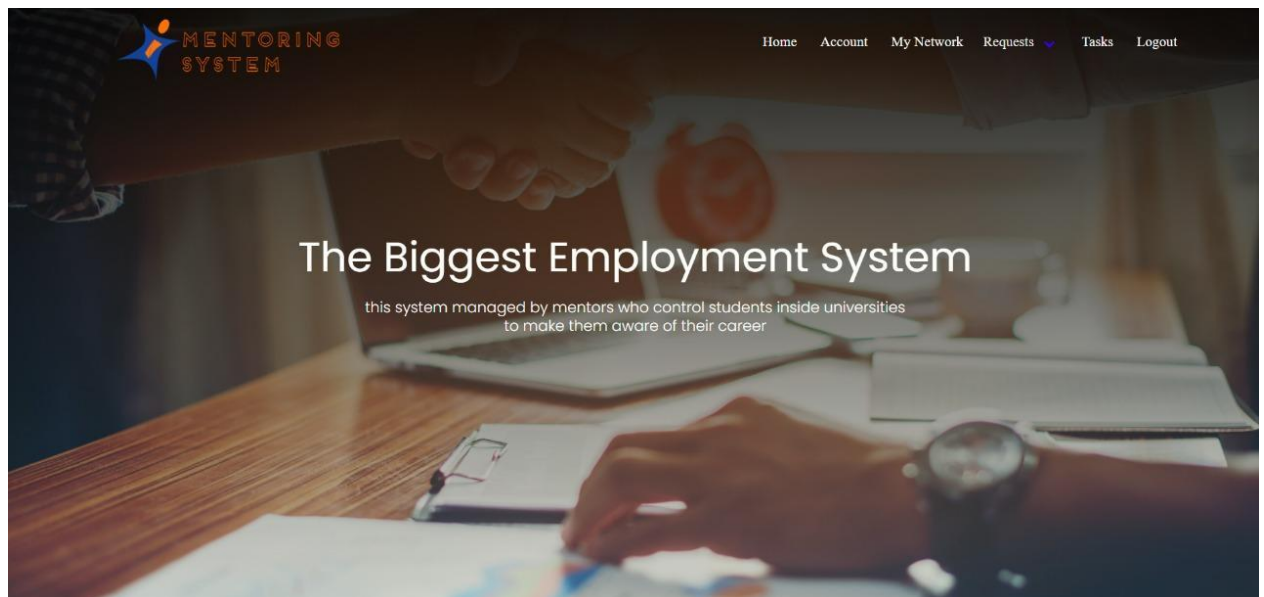 MENTORING
SYSTEM
Home Account My Network Requests Tasks Logout
The Biggest Employment System
this system managed by mentors who control students inside universities
to make them aware of their career